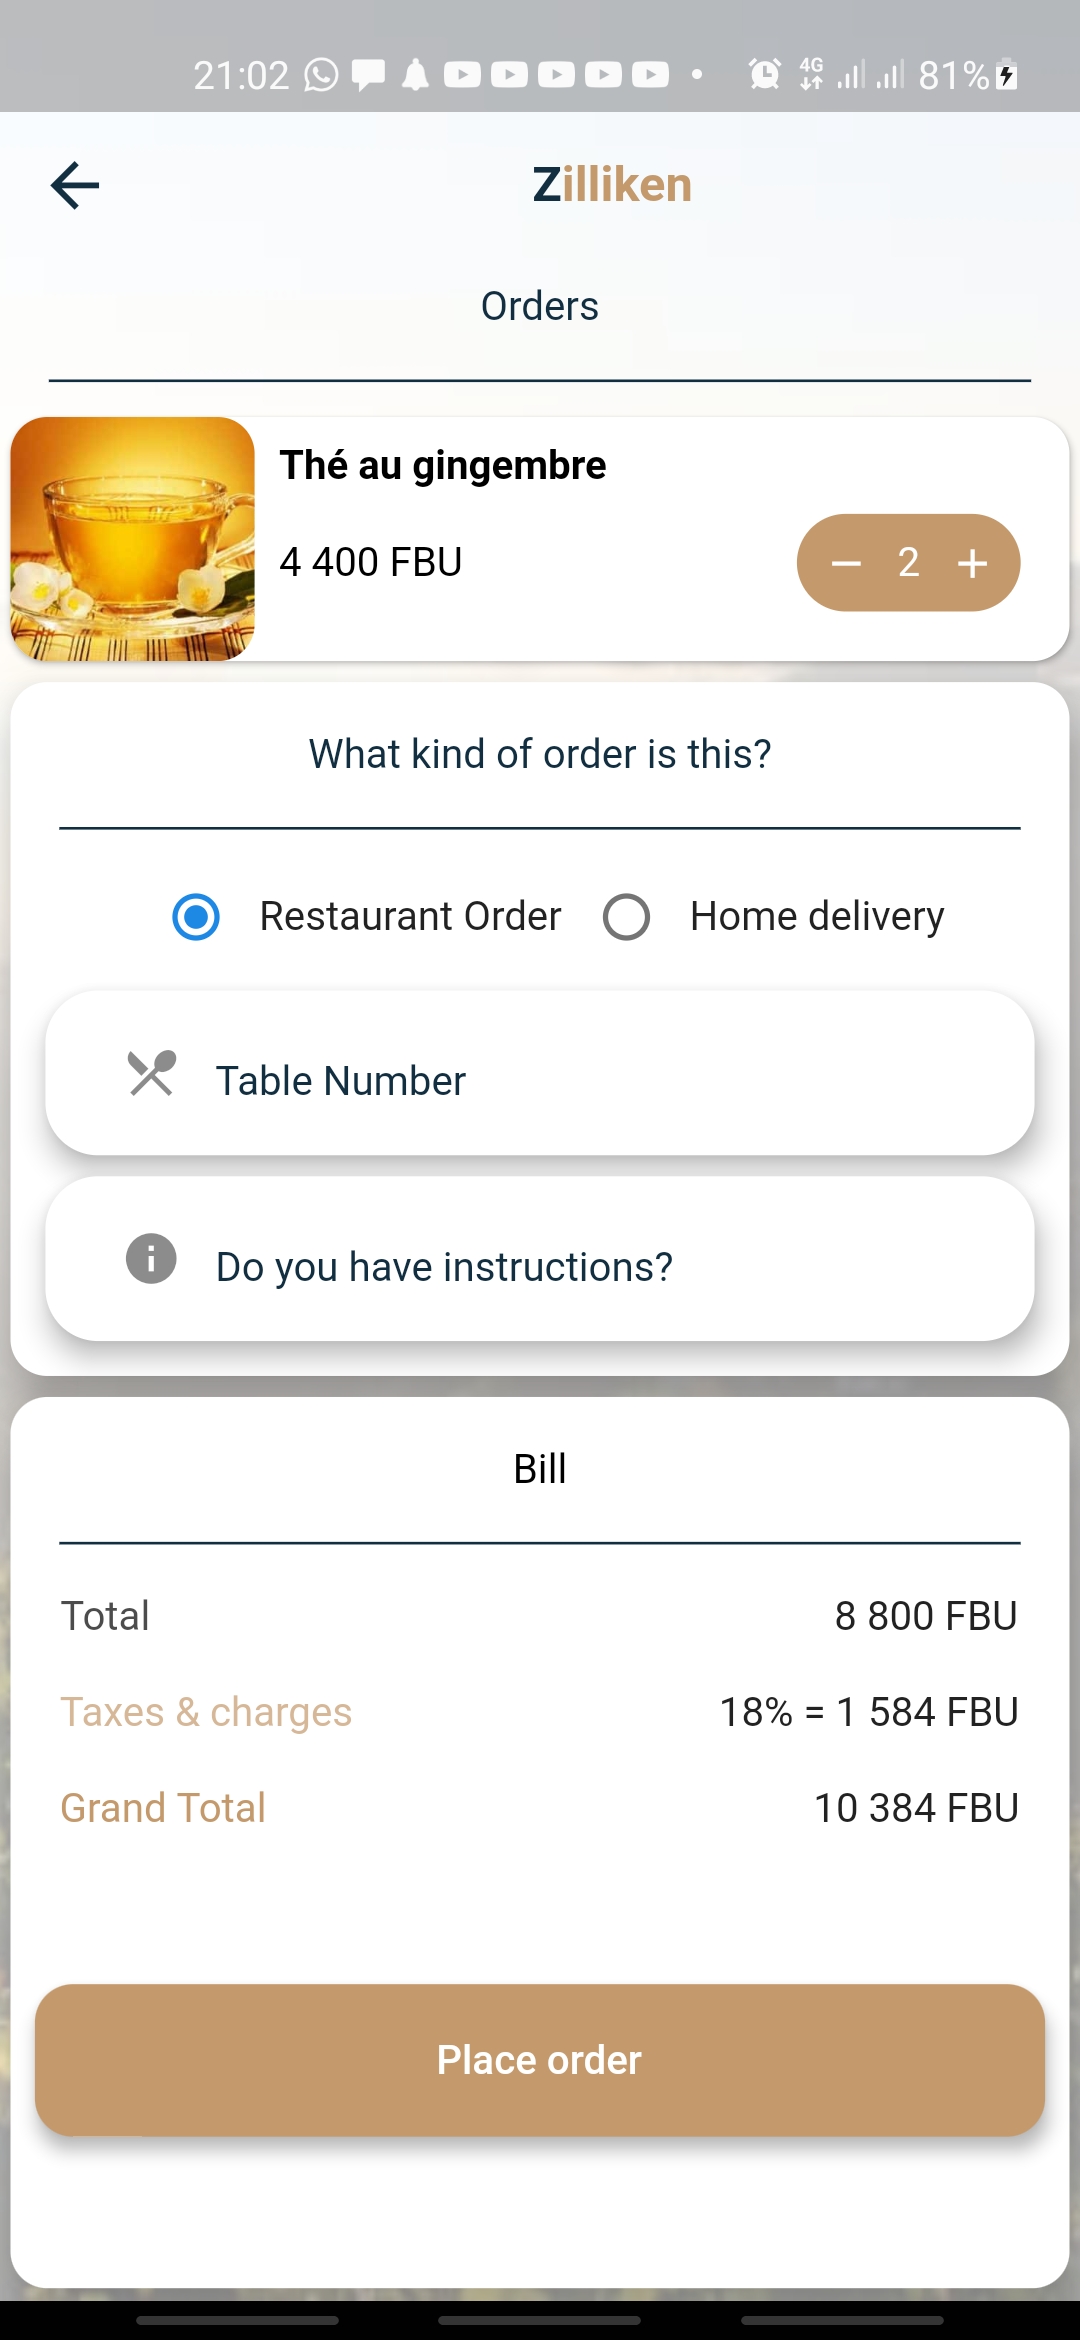 21:02 4G 81%
Zilliken
Orders
Thé au gingembre
4 400 FBU
2
What kind of order is this?
Restaurant Order Home delivery
Table Number
Do you have instructions?
Bill
Total 8 800 FBU
Taxes & charges 18% = 1 584 FBU
Grand Total 10 384 FBU
Place order